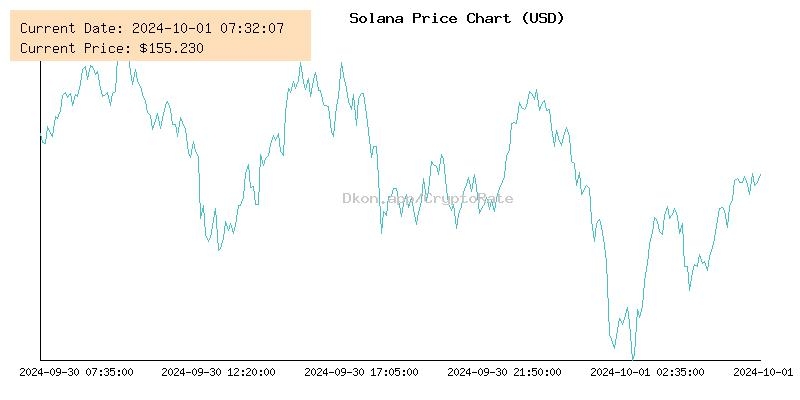 Solana Price Chart (USD)
Current Date: 2024-10-01 07:32:07
Current Price: $155.230
Dkon.app/CryptoRate
2024-09-30 07:35:00 2024-09-30 12:20:00 2024-09-30 17:05:00 2024-09-30 21:50:00 2024-10-01 02:35:00 2024-10-01